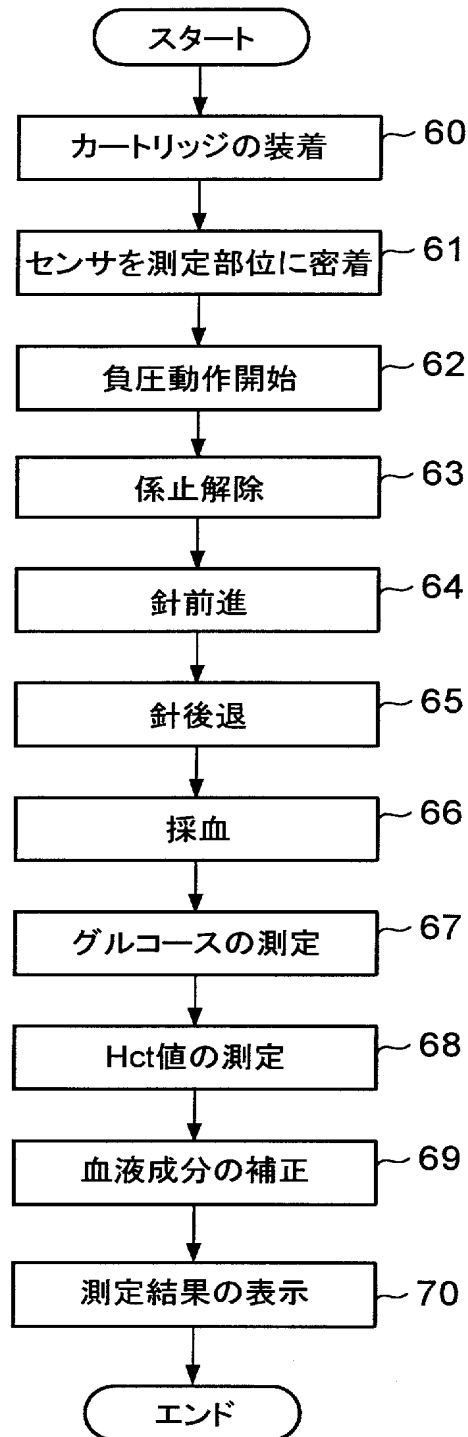 スタート
カートリッジの装着 60
センサを測定部位に密着 61
負圧動作開始 62
係止解除 63
針前進 64
針後退 65
採血 66
グルコースの測定 67
Hct値の測定 68
血液成分の補正 69
測定結果の表示 70
エンド